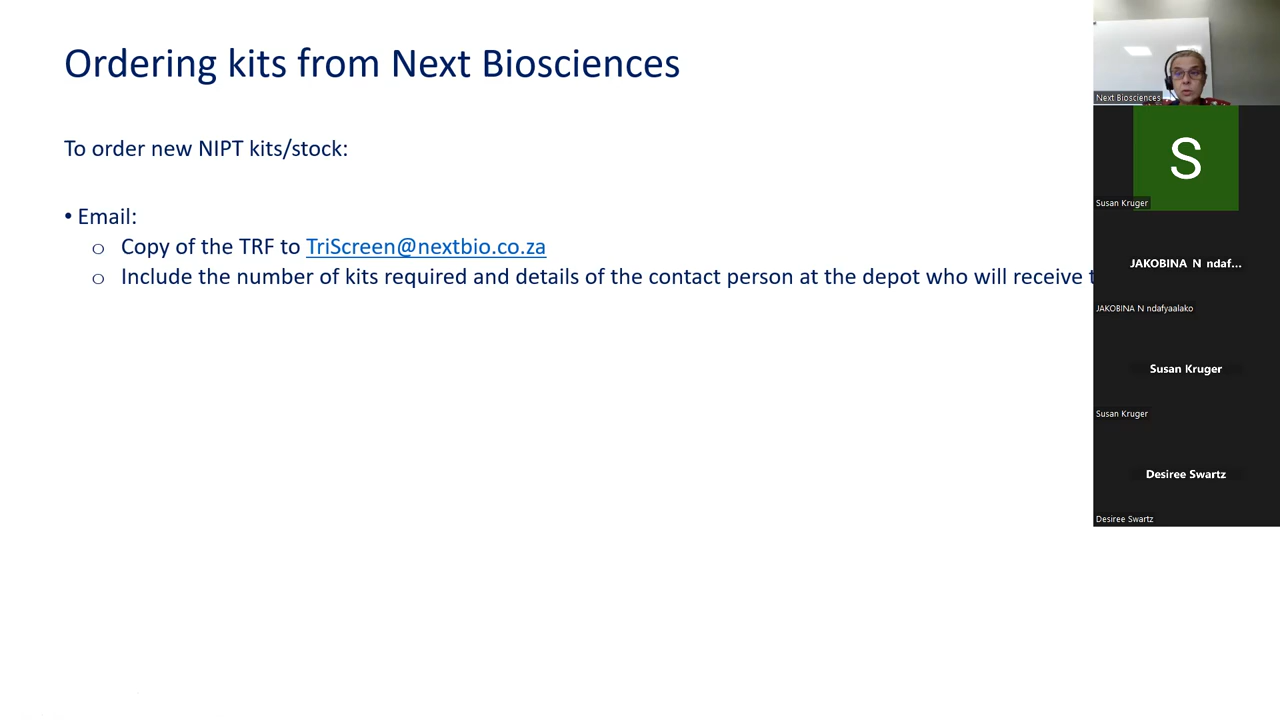 Ordering kits from Next Biosciences
To order new NIPT kits/stock:
• Email:
o Copy of the TRF to TriScreen@nextbio.co.za
o Include the number of kits required and details of the contact person at the depot who will receive
Next Biosciences
S
Susan Kruger
JAKOBINA N ndaf...
JAKOBINA N ndafyaalako
Susan Kruger
Susan Kruger
Desiree Swartz
Desiree Swartz